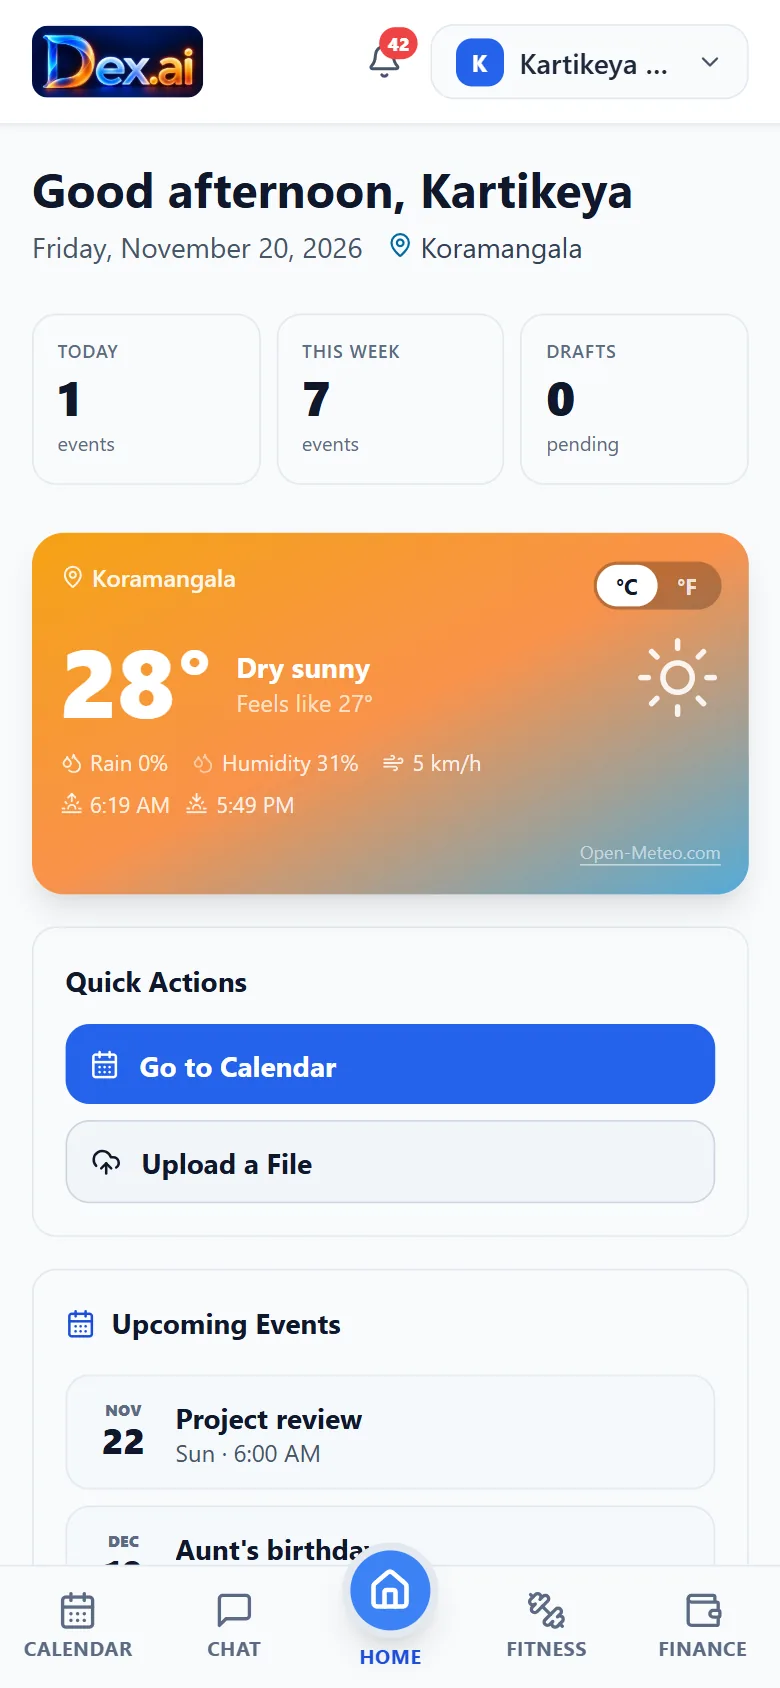 Dex.ai
42
K
Kartikeya ...
Good afternoon, Kartikeya
Friday, November 20, 2026 Koramangala
TODAY
1
events
THIS WEEK
7
events
DRAFTS
0
pending
Koramangala
°C °F
28°
Dry sunny
Feels like 27°
Rain 0% Humidity 31% 5 km/h
6:19 AM 5:49 PM
Open-Meteo.com
Quick Actions
Go to Calendar
Upload a File
Upcoming Events
NOV
22
Project review
Sun · 6:00 AM
DEC
Aunt's birthday
CALENDAR
CHAT
HOME
FITNESS
FINANCE